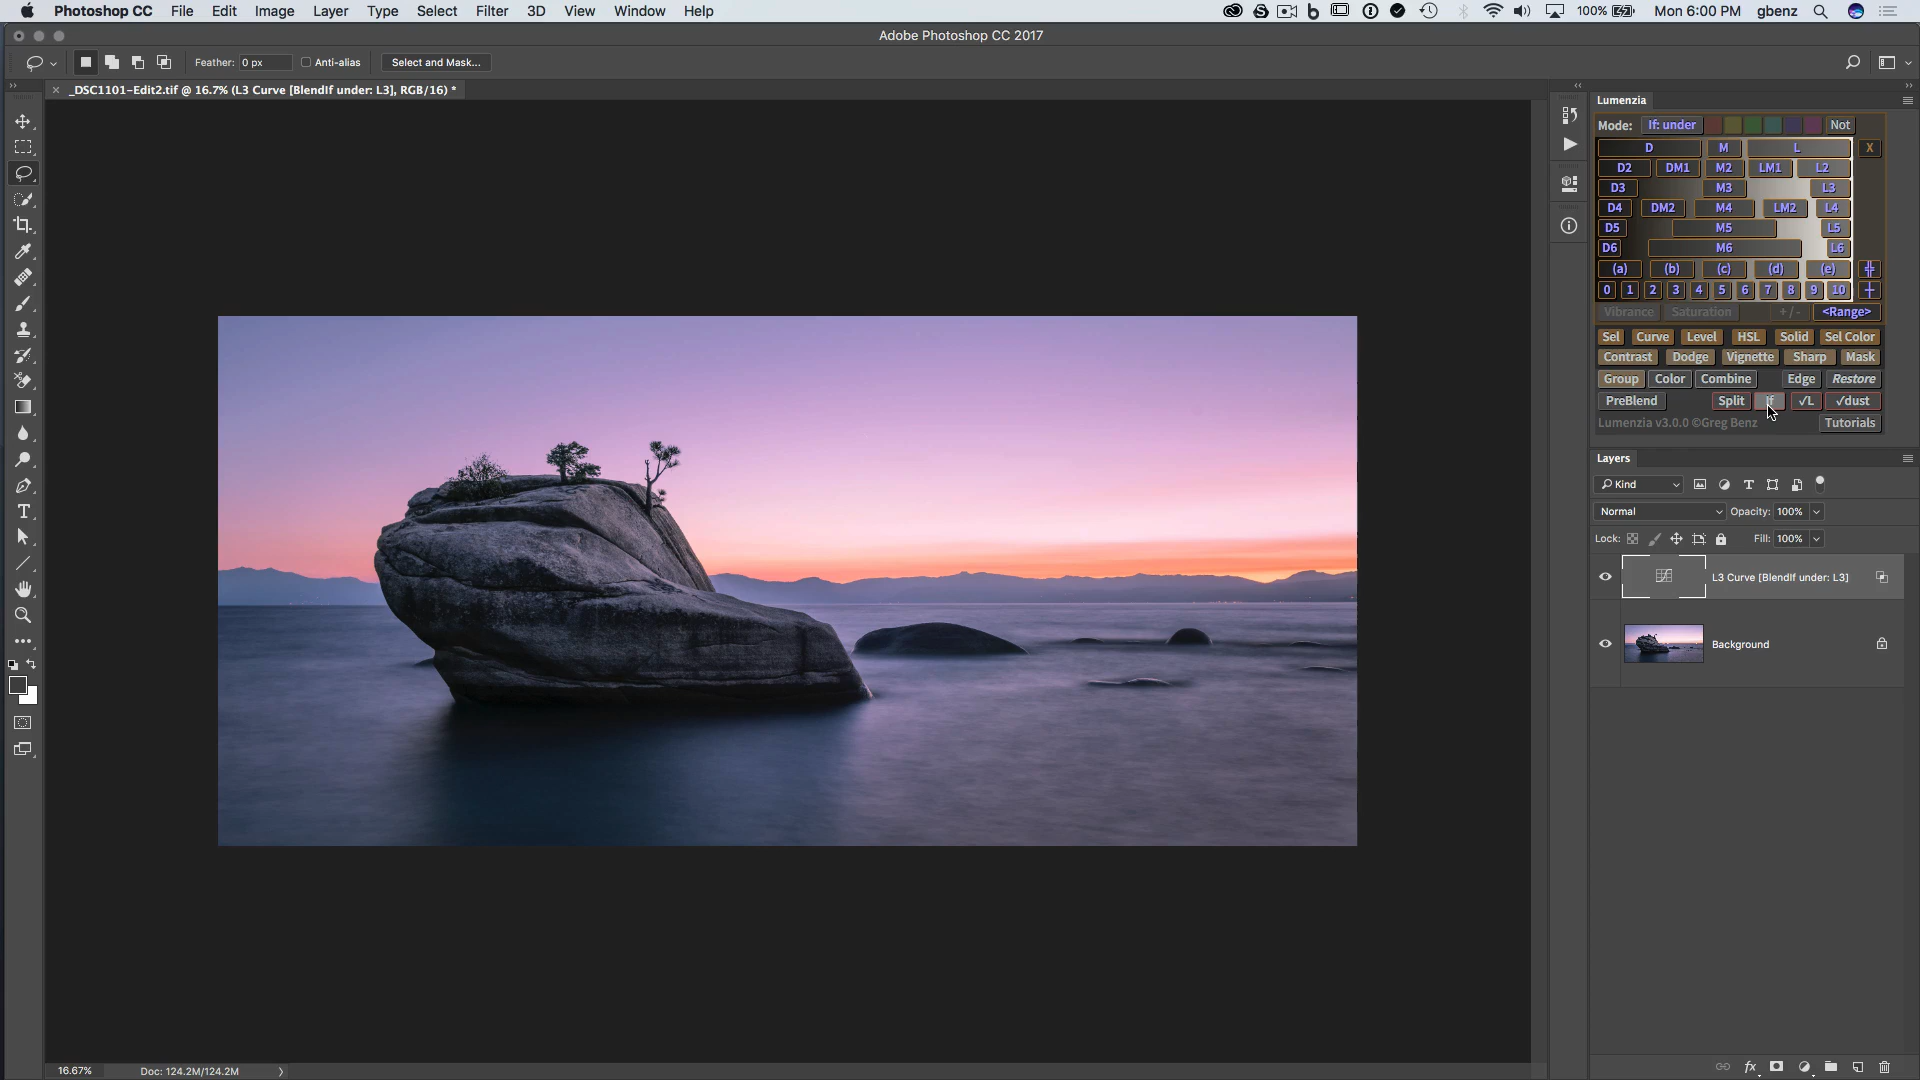 Photoshop CC File Edit Image Layer Type Select Filter 3D View Window Help 100% Mon 6:00 PM gbenz
Adobe Photoshop CC 2017
Feather: 0 px Anti-alias Select and Mask...
_DSC1101-Edit2.tif @ 16.7% (L3 Curve [BlendIf under: L3], RGB/16) *
Lumenzia
Mode: If: under Not
D M L X
D2 DM1 M2 LM1 L2
D3 M3 L3
D4 DM2 M4 LM2 L4
D5 M5 L5
D6 M6 L6
(a) (b) (c) (d) (e)
0 1 2 3 4 5 6 7 8 9 10
Vibrance Saturation +/- <Range>
Sel Curve Level HSL Solid Sel Color
Contrast Dodge Vignette Sharp Mask
Group Color Combine Edge Restore
PreBlend Split If √L √dust
Lumenzia v3.0.0 ©Greg Benz Tutorials
Layers
Kind
Normal Opacity: 100%
Lock: Fill: 100%
L3 Curve [BlendIf under: L3]
Background
16.67% Doc: 124.2M/124.2M